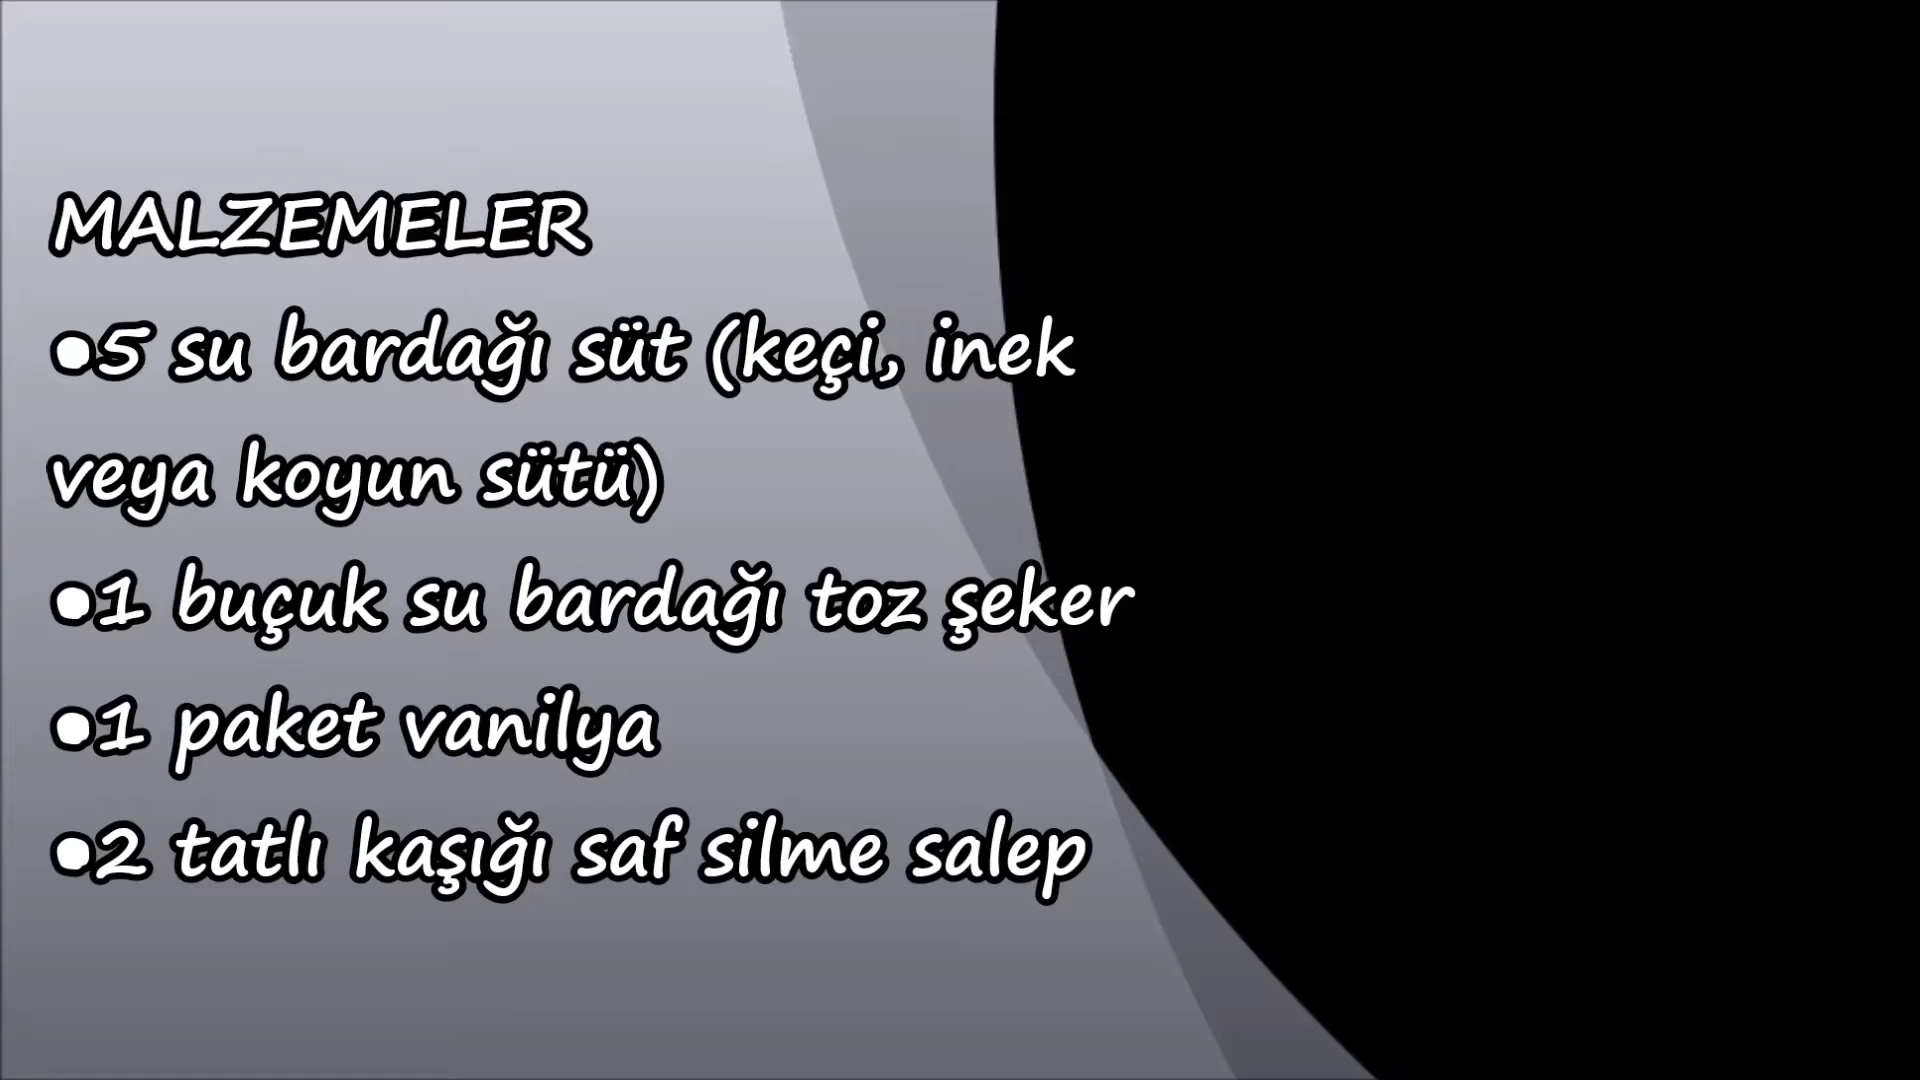 MALZEMELER
•5 su bardağı süt (keçi, inek
veya koyun sütü)
•1 buçuk su bardağı toz şeker
•1 paket vanilya
•2 tatlı kaşığı saf silme salep